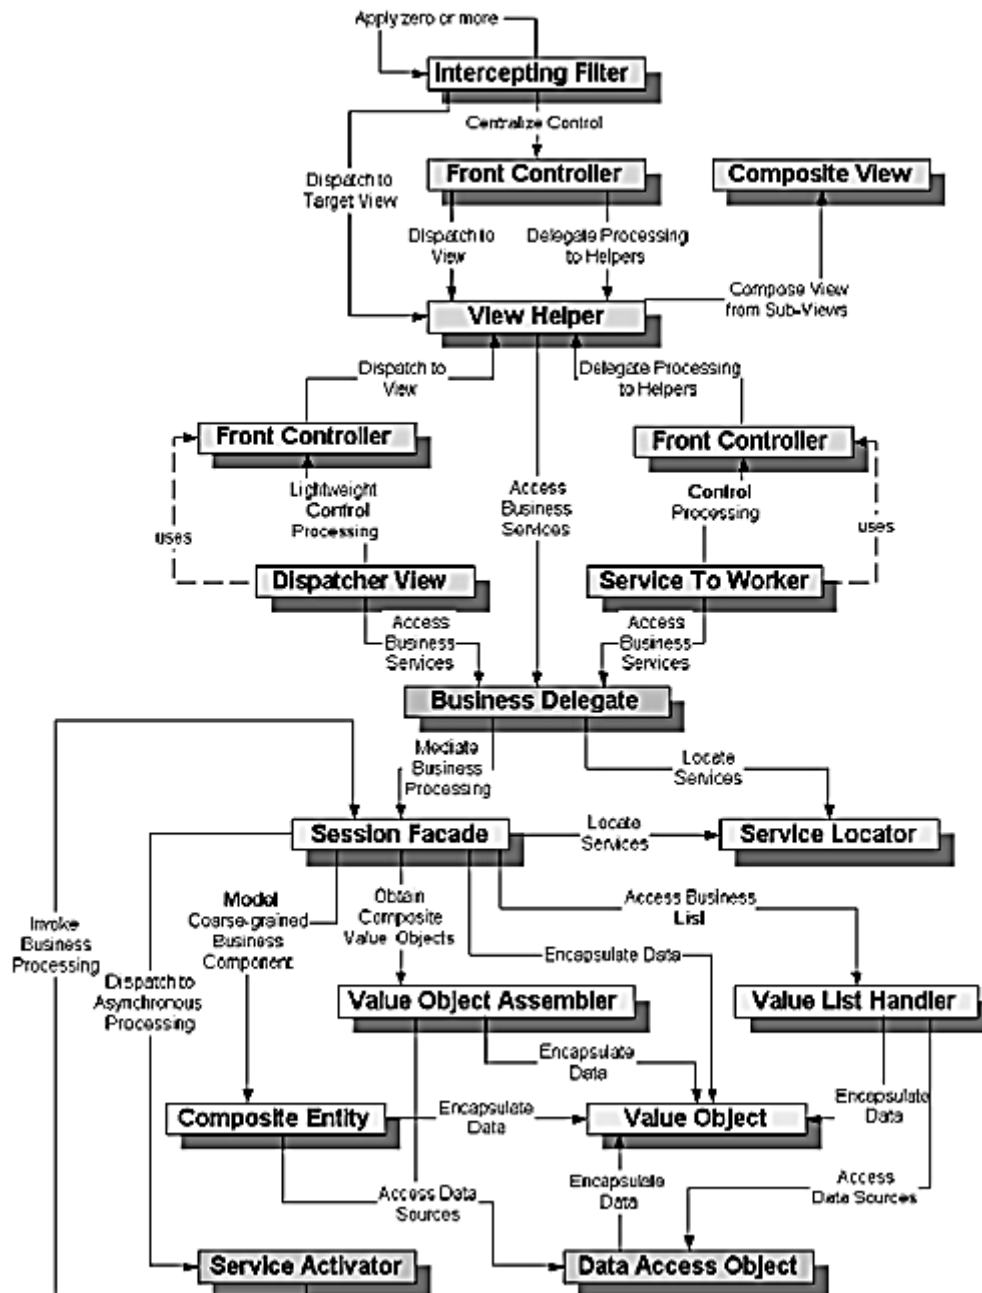 Apply zero or more
Intercepting Filter
Centralize Control
Front Controller
Composite View
Dispatch to
Target View
Dispatch to
View
Delegate Processing
to Helpers
Compose View
from Sub-Views
View Helper
Dispatch to
View
Delegate Processing
to Helpers
Front Controller
Front Controller
Lightweight
Control
Processing
Access
Business
Services
Control
Processing
uses
uses
Dispatcher View
Service To Worker
Access
Business
Services
Access
Business
Services
Business Delegate
Mediate
Business
Processing
Locate
Services
Session Facade
Locate
Services
Service Locator
Model
Coarse-grained
Business
Component
Obtain
Composite
Value Objects
Access Business
List
Invoke
Business
Processing
Encapsulate Data
Dispatch to
Asynchronous
Processing
Value Object Assembler
Value List Handler
Encapsulate
Data
Composite Entity
Encapsulate
Data
Value Object
Encapsulate
Data
Access Data
Sources
Encapsulate
Data
Access
Data Sources
Service Activator
Data Access Object